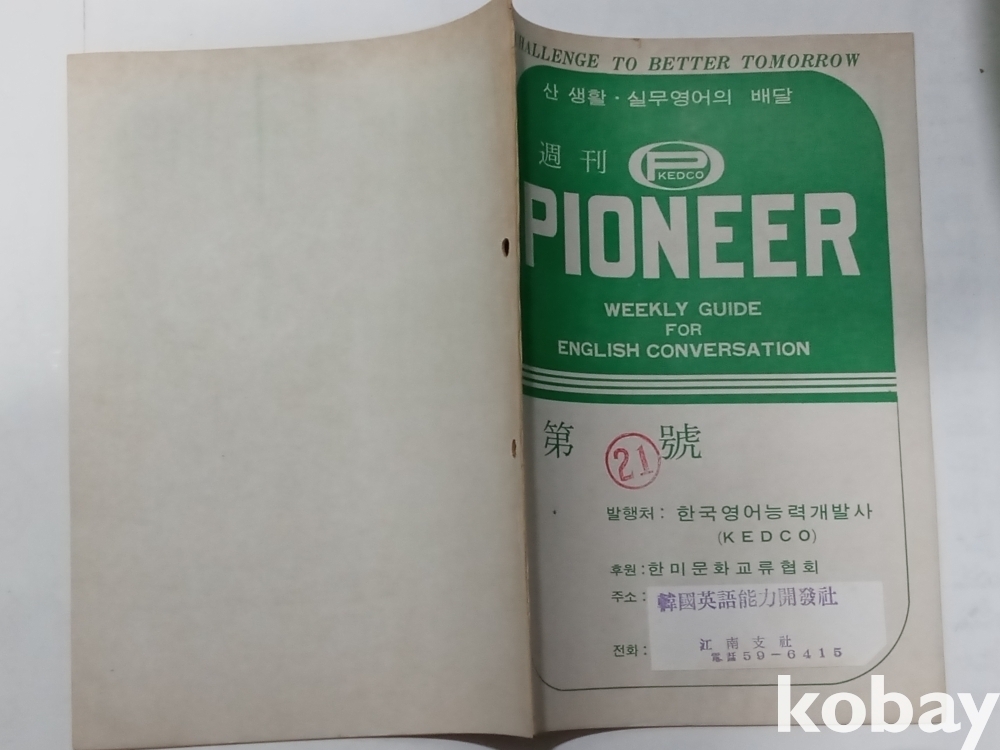 CHALLENGE TO BETTER TOMORROW
산 생활·실무영어의 배달
週刊 P KEDCO
PIONEER
WEEKLY GUIDE
FOR
ENGLISH CONVERSATION
第 21 號
발행처: 한국영어능력개발사
(KEDCO)
후원: 한미문화교류협회
주소: 韓國英語能力開發社
江南支社
전화: 電話 59-6415
kobay